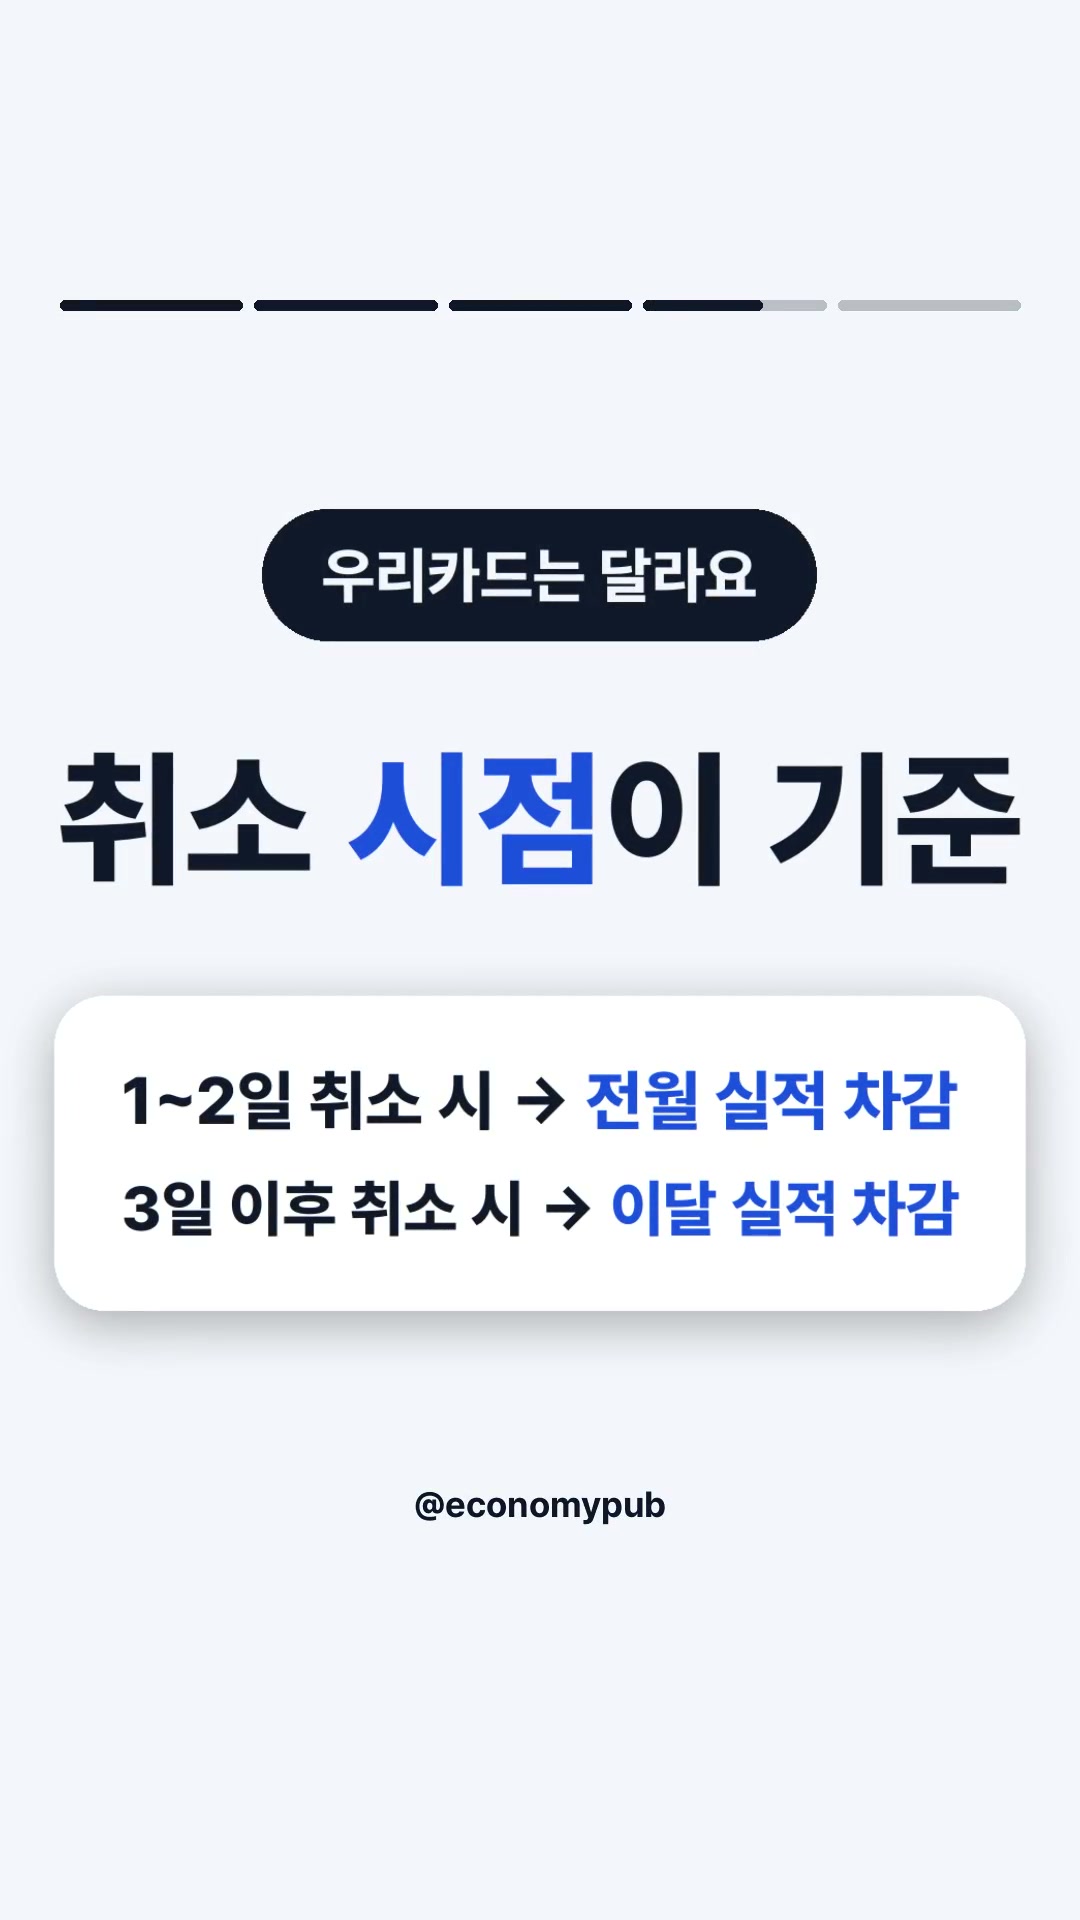 우리카드는 달라요
취소 시점이 기준
1~2일 취소 시 → 전월 실적 차감
3일 이후 취소 시 → 이달 실적 차감
@economypub